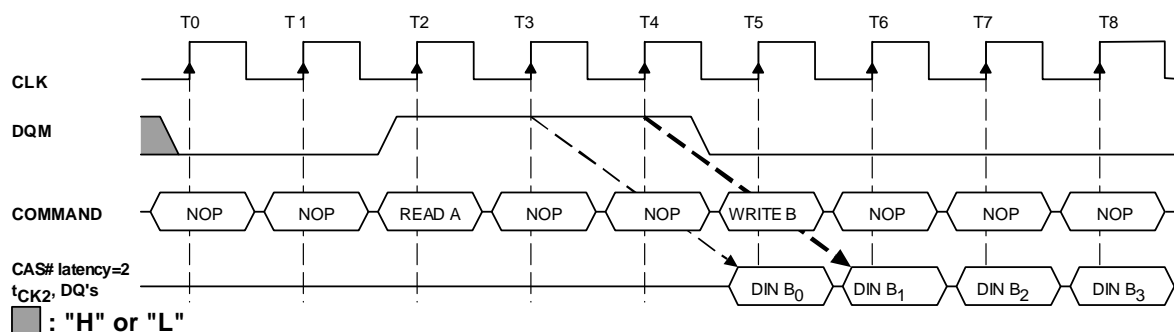 T0 T 1 T2 T3 T4 T5 T6 T7 T8
CLK
DQM
COMMAND NOP NOP READ A NOP NOP WRITE B NOP NOP NOP
CAS# latency=2
tCK2, DQ's DIN B0 DIN B1 DIN B2 DIN B3
: "H" or "L"